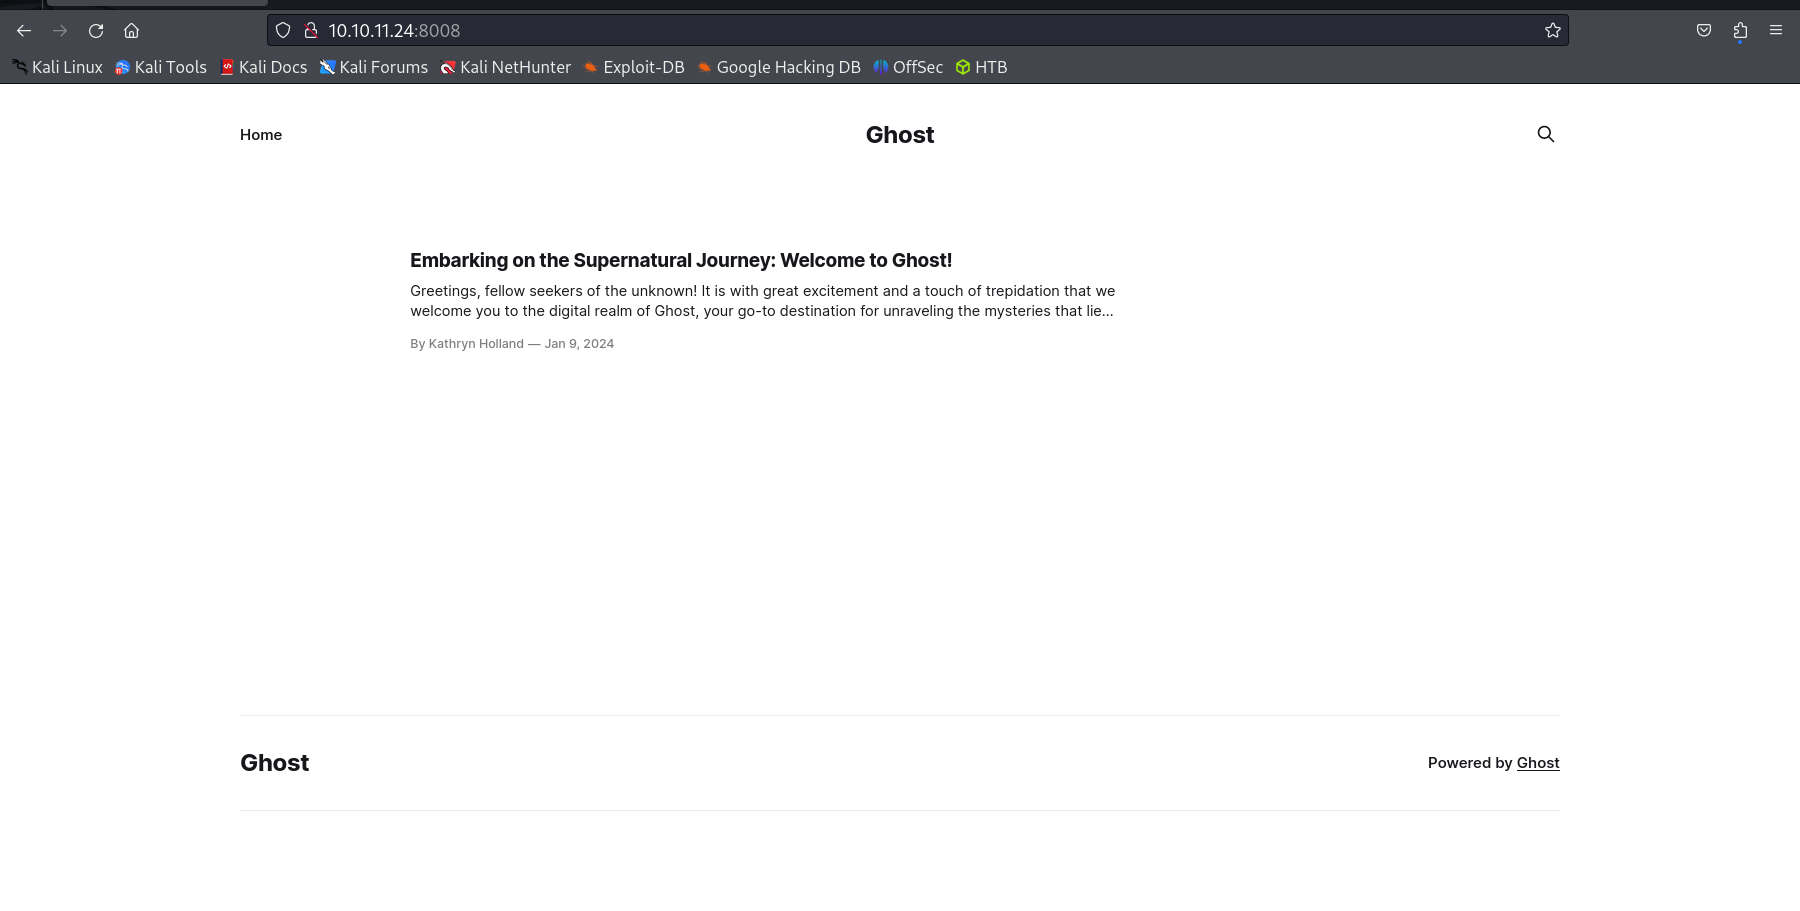 10.10.11.24:8008
Kali Linux Kali Tools Kali Docs Kali Forums Kali NetHunter Exploit-DB Google Hacking DB OffSec HTB
Home Ghost
Embarking on the Supernatural Journey: Welcome to Ghost!
Greetings, fellow seekers of the unknown! It is with great excitement and a touch of trepidation that we
welcome you to the digital realm of Ghost, your go-to destination for unraveling the mysteries that lie…
By Kathryn Holland — Jan 9, 2024
Ghost Powered by Ghost